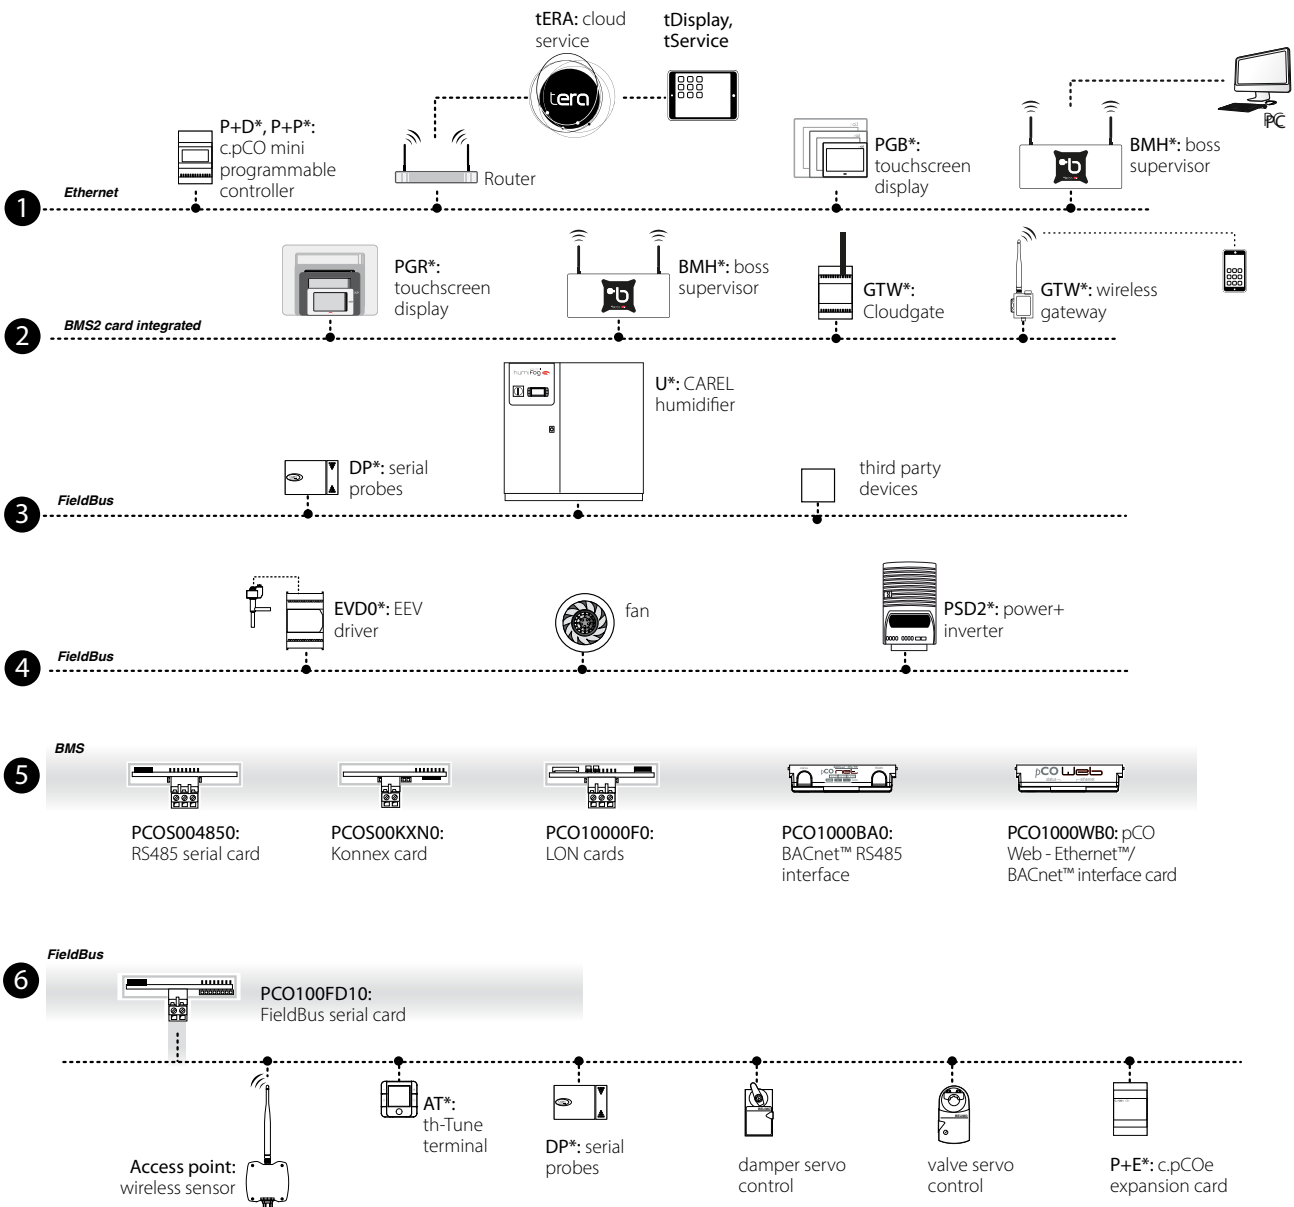 tERA: cloud
service
tDisplay,
tService
tera
PC
P+D*, P+P*:
c.pCO mini
programmable
controller
Router
PGB*:
touchscreen
display
BMH*: boss
supervisor
b
1
Ethernet
PGR*:
touchscreen
display
BMH*: boss
supervisor
b
GTW*:
Cloudgate
GTW*: wireless
gateway
2
BMS2 card integrated
humiFog
U*: CAREL
humidifier
DP*: serial
probes
third party
devices
3
FieldBus
EVD0*: EEV
driver
fan
PSD2*: power+
inverter
4
FieldBus
BMS
5
pCO Web
PCOS004850:
RS485 serial card
PCOS00KXN0:
Konnex card
PCO10000F0:
LON cards
PCO1000BA0:
BACnet™ RS485
interface
PCO1000WB0: pCO
Web - Ethernet™/
BACnet™ interface card
FieldBus
6
PCO100FD10:
FieldBus serial card
Access point:
wireless sensor
AT*:
th-Tune
terminal
DP*: serial
probes
damper servo
control
valve servo
control
P+E*: c.pCOe
expansion card